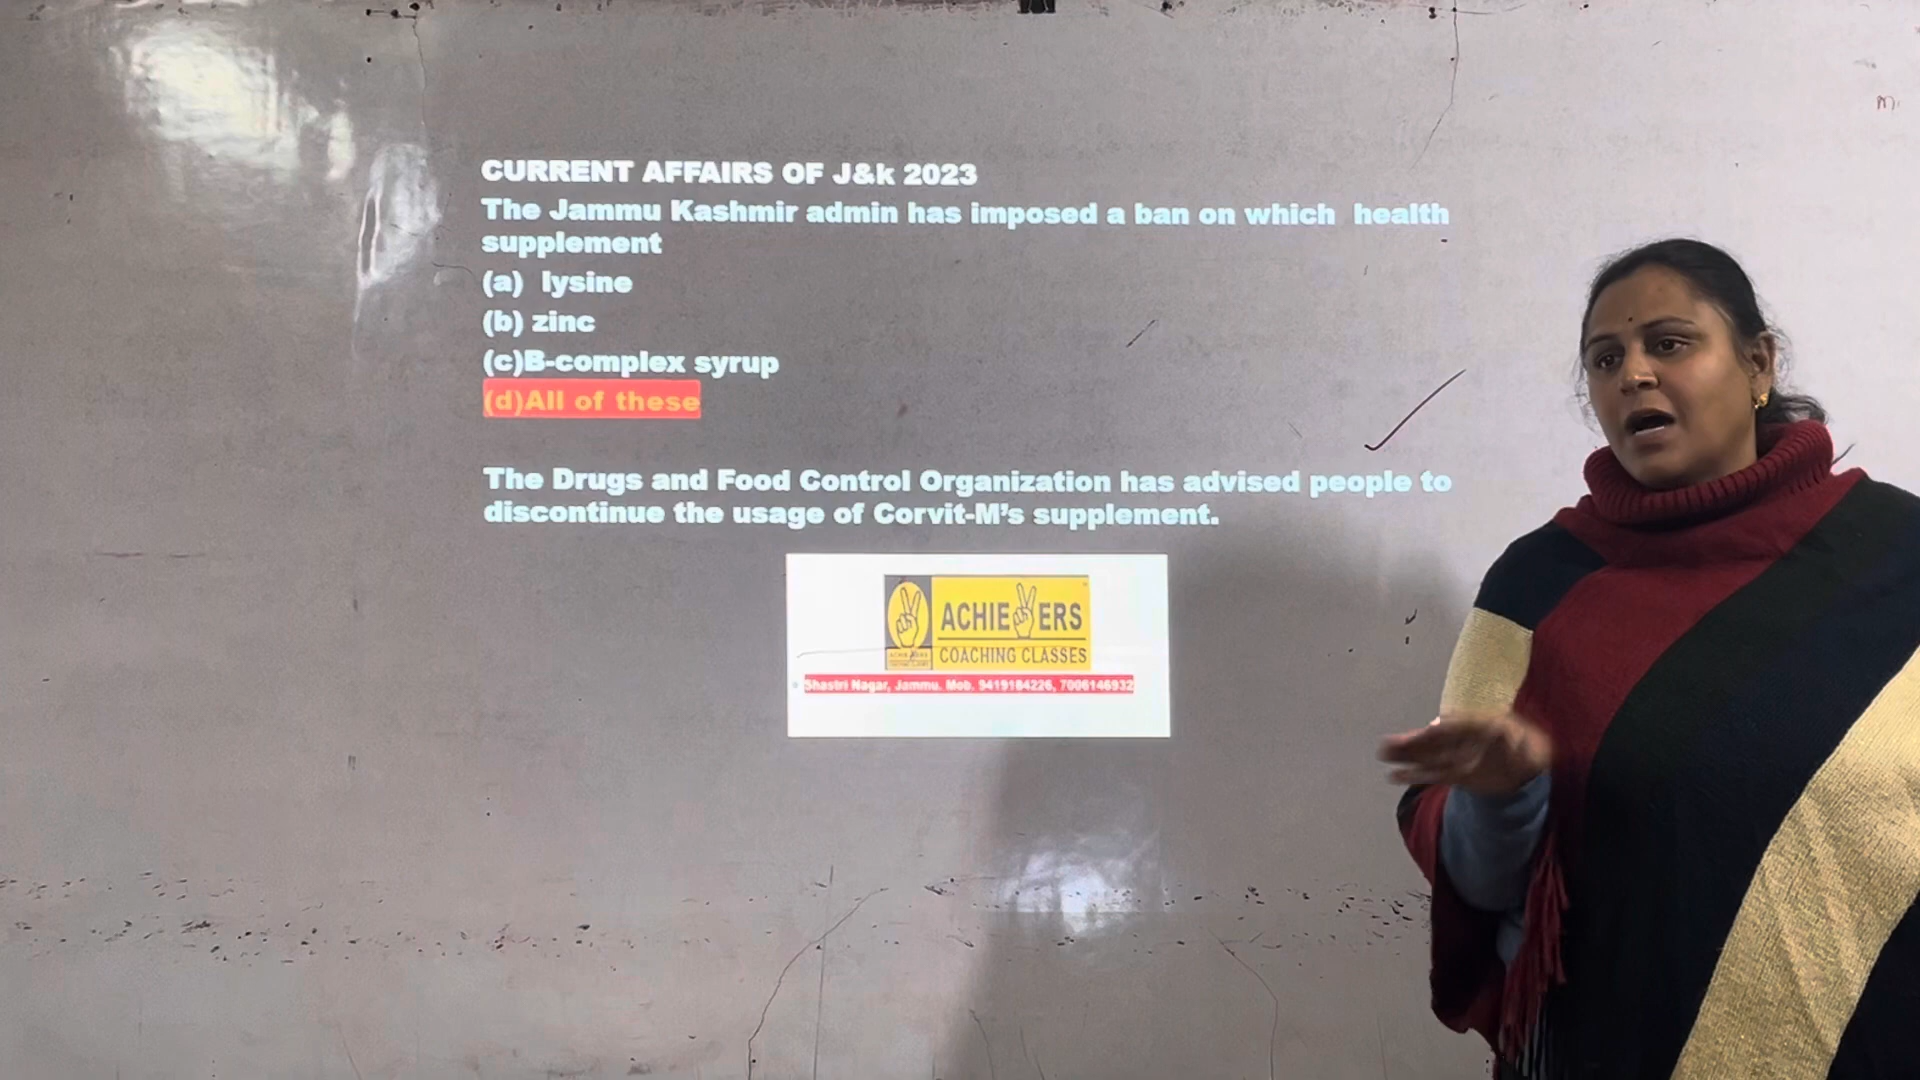 CURRENT AFFAIRS OF J&k 2023
The Jammu Kashmir admin has imposed a ban on which health
supplement
(a) lysine
(b) zinc
(c)B-complex syrup
(d)All of these
The Drugs and Food Control Organization has advised people to
discontinue the usage of Corvit-M's supplement.
ACHIEVERS
COACHING CLASSES
Shastri Nagar, Jammu. Mob. 9419184226, 7006146932